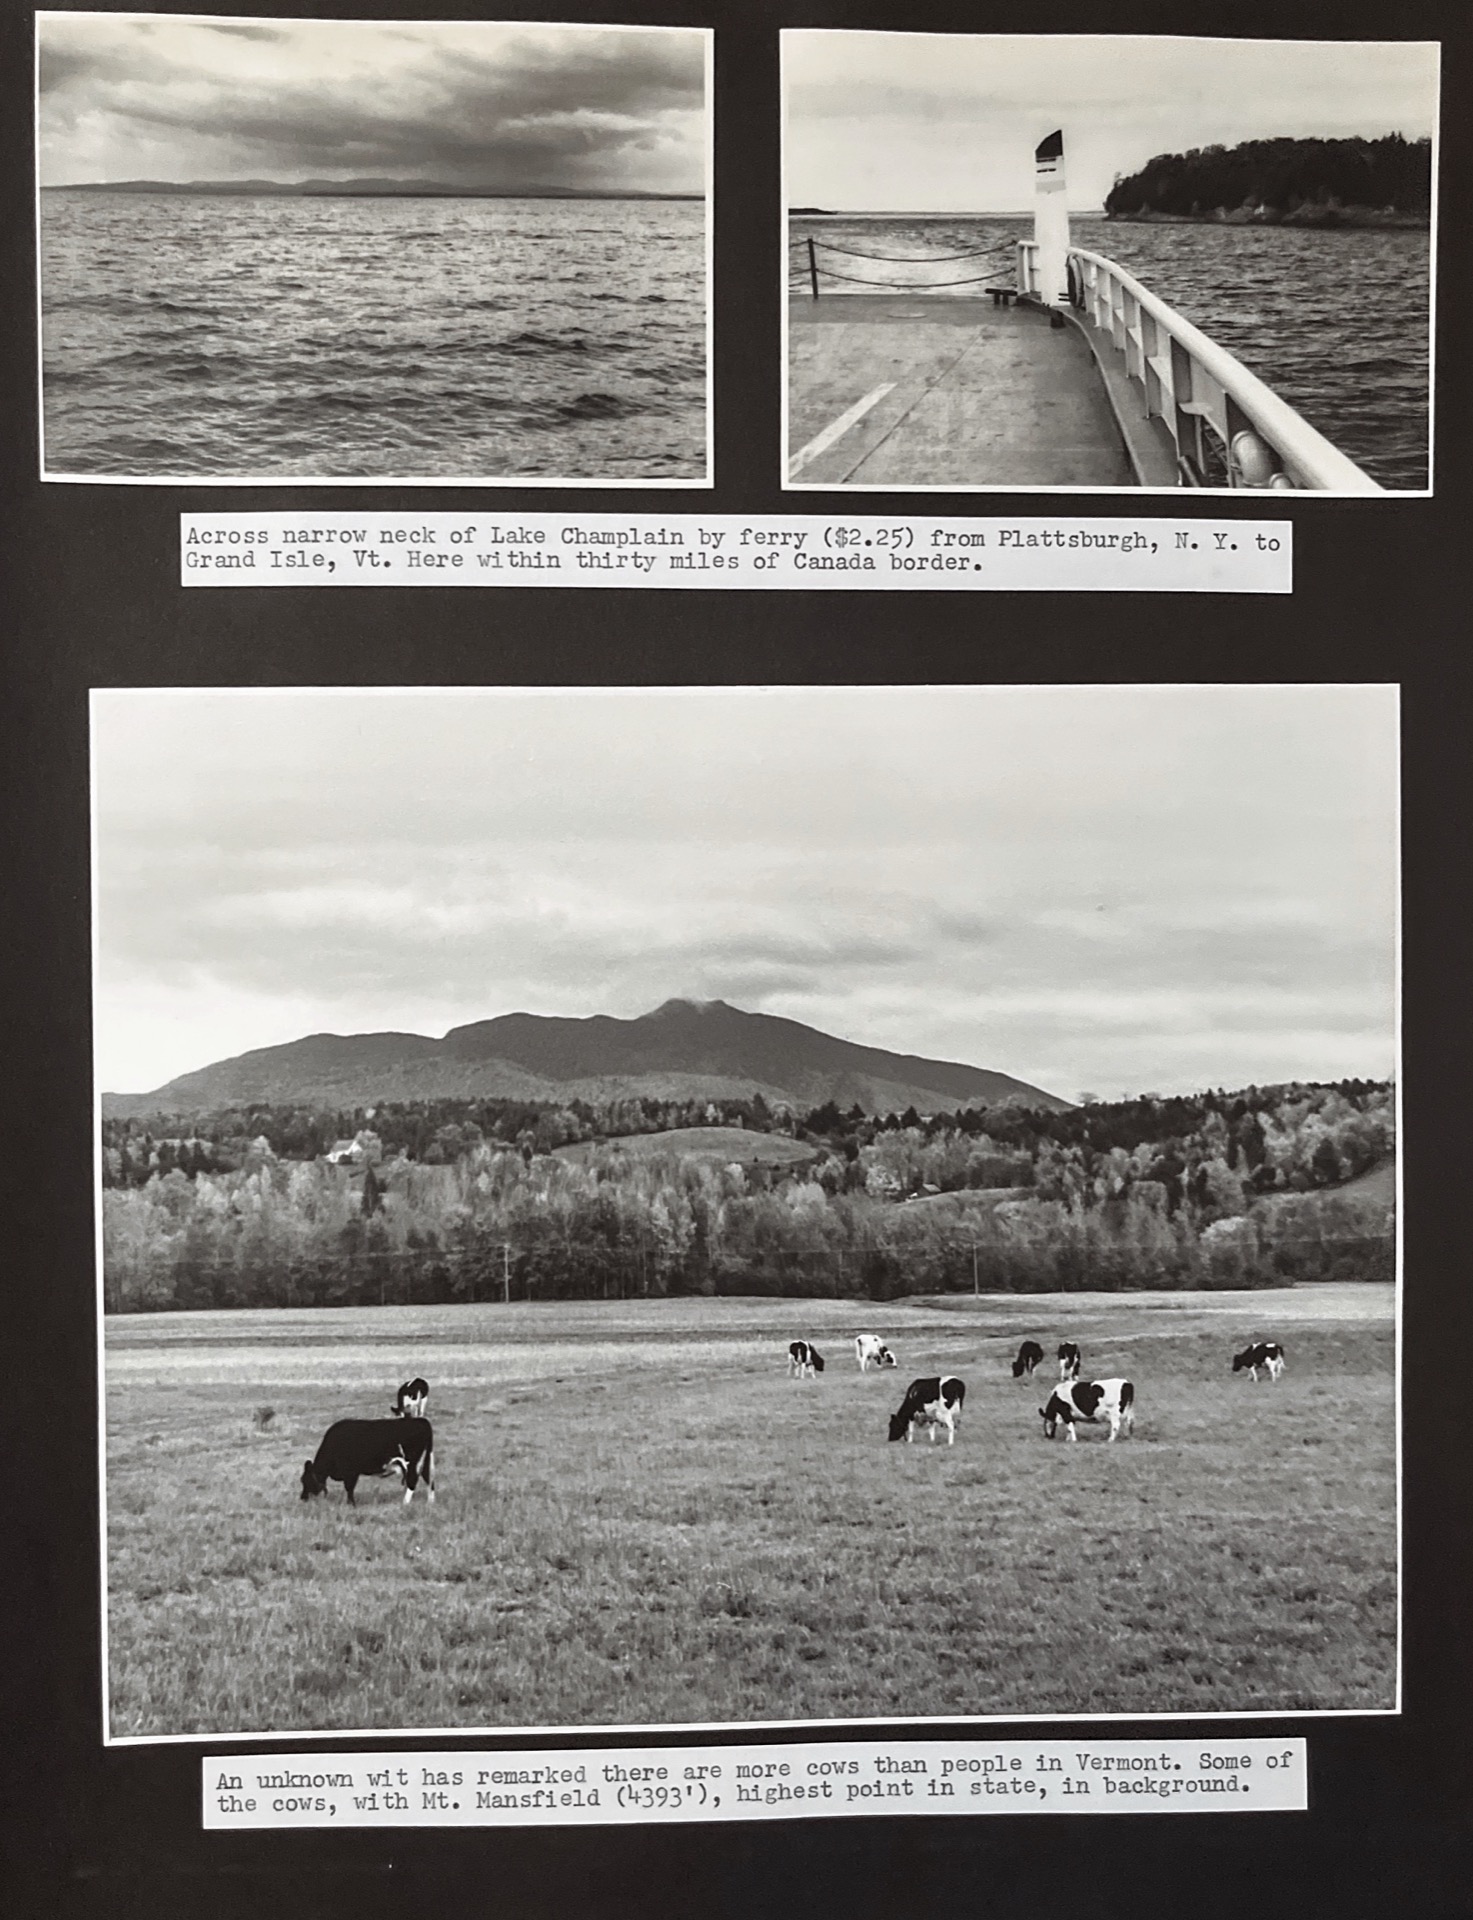 Across narrow neck of Lake Champlain by ferry ($2.25) from Plattsburgh, N. Y. to
Grand Isle, Vt. Here within thirty miles of Canada border.
An unknown wit has remarked there are more cows than people in Vermont. Some of
the cows, with Mt. Mansfield (4393'), highest point in state, in background.